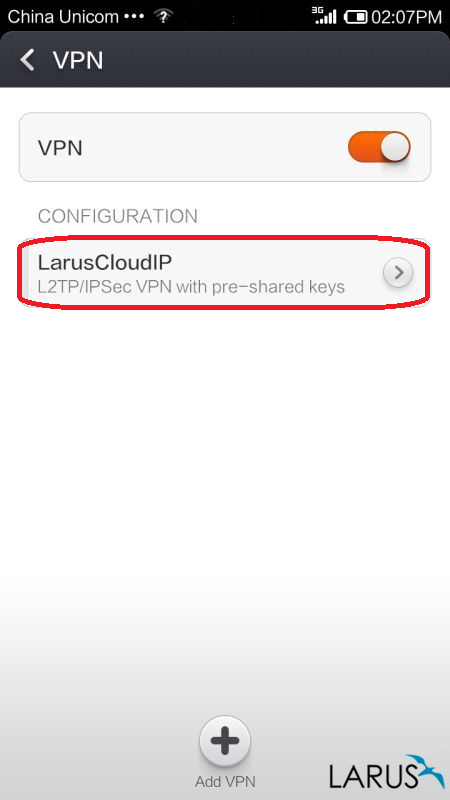 China Unicom ••• 3G 02:07PM
VPN
VPN
CONFIGURATION
LarusCloudIP
L2TP/IPSec VPN with pre-shared keys
Add VPN
LARUS